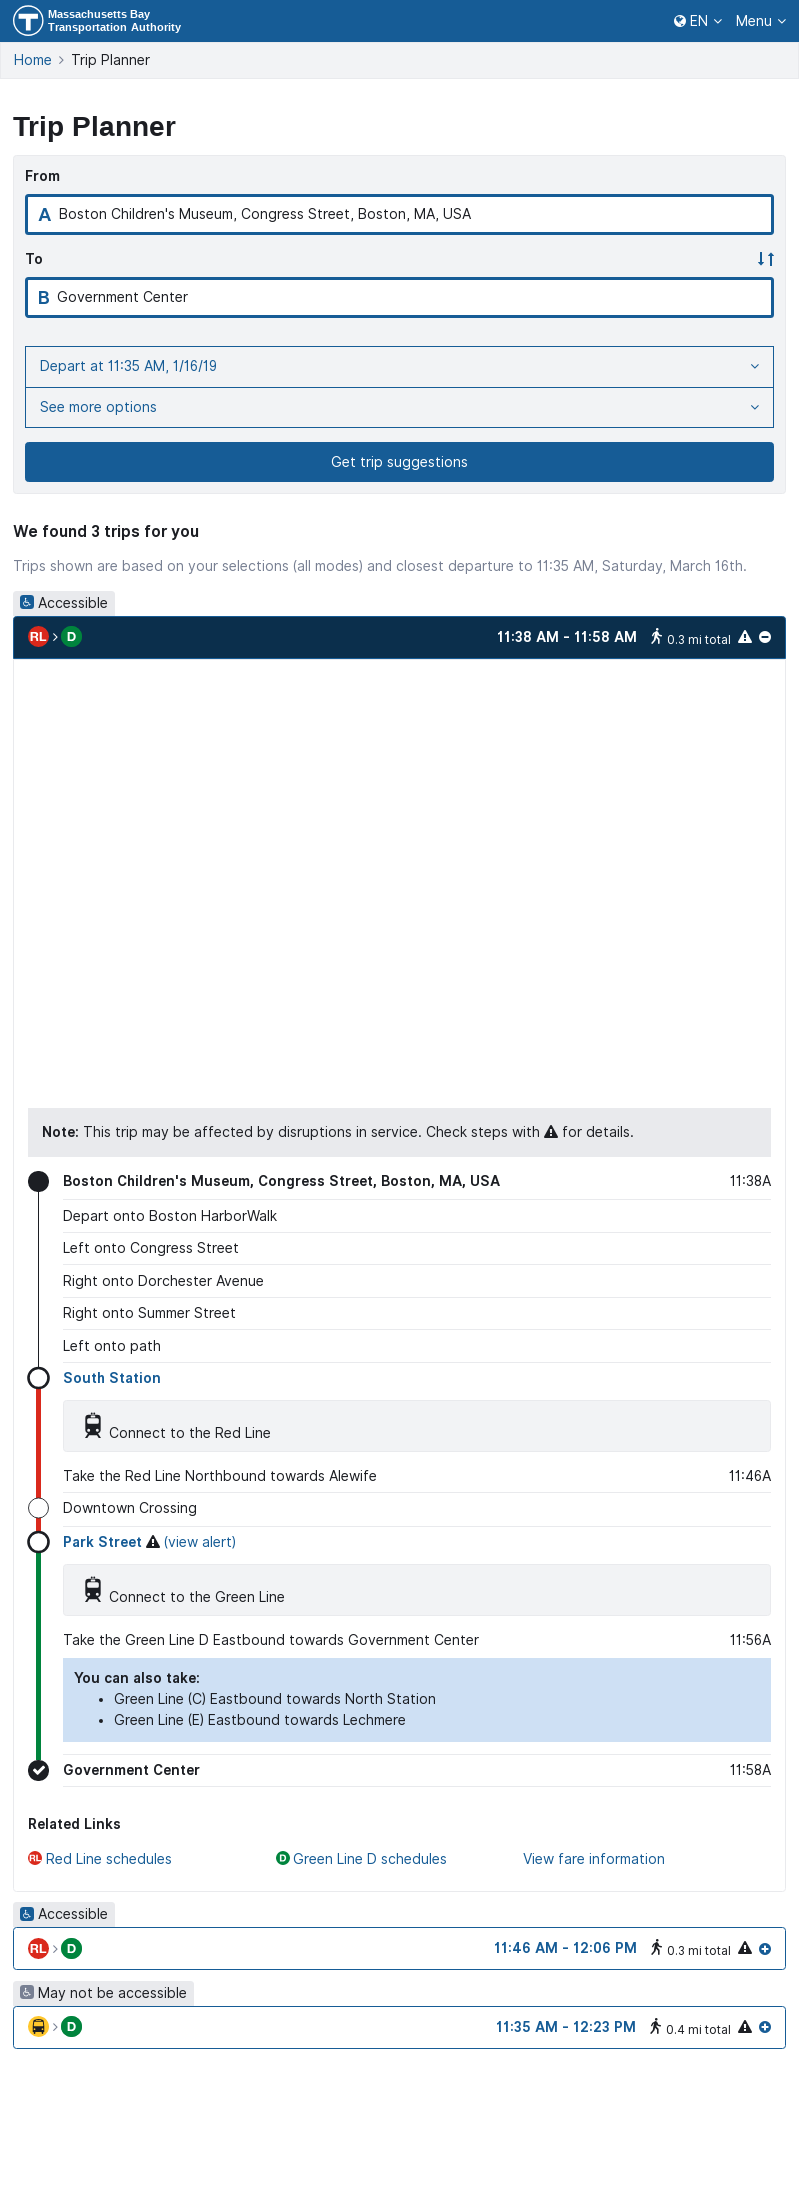 Massachusetts Bay
Transportation Authority
EN
Menu
Home
Trip Planner
Trip Planner
From
A Boston Children's Museum, Congress Street, Boston, MA, USA
To
B Government Center
Depart at 11:35 AM, 1/16/19
See more options
Get trip suggestions
We found 3 trips for you
Trips shown are based on your selections (all modes) and closest departure to 11:35 AM, Saturday, March 16th.
Accessible
RL D 11:38 AM - 11:58 AM 0.3 mi total
Note: This trip may be affected by disruptions in service. Check steps with for details.
Boston Children's Museum, Congress Street, Boston, MA, USA 11:38A
Depart onto Boston HarborWalk
Left onto Congress Street
Right onto Dorchester Avenue
Right onto Summer Street
Left onto path
South Station
Connect to the Red Line
Take the Red Line Northbound towards Alewife 11:46A
Downtown Crossing
Park Street (view alert)
Connect to the Green Line
Take the Green Line D Eastbound towards Government Center 11:56A
You can also take:
• Green Line (C) Eastbound towards North Station
• Green Line (E) Eastbound towards Lechmere
Government Center 11:58A
Related Links
RL Red Line schedules D Green Line D schedules View fare information
Accessible
RL D 11:46 AM - 12:06 PM 0.3 mi total
May not be accessible
D 11:35 AM - 12:23 PM 0.4 mi total